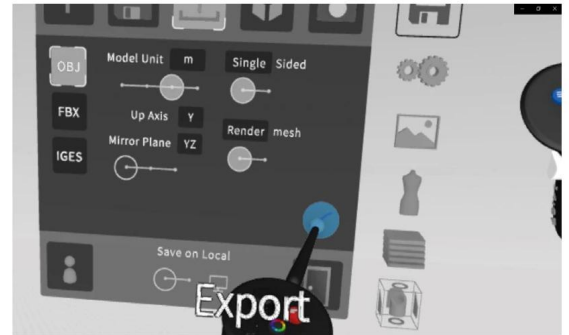 OBJ
Model Unit m
Single Sided
FBX
Up Axis Y
Render mesh
IGES
Mirror Plane YZ
Save on Local
Export